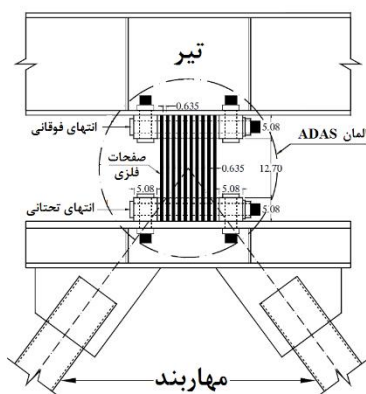 تیر
0.635
انتهای فوقانی
5.08
المان ADAS
صفحات
فلزی
0.635
12.70
5.08
5.08
انتهای تحتانی
5.08
مهاربند